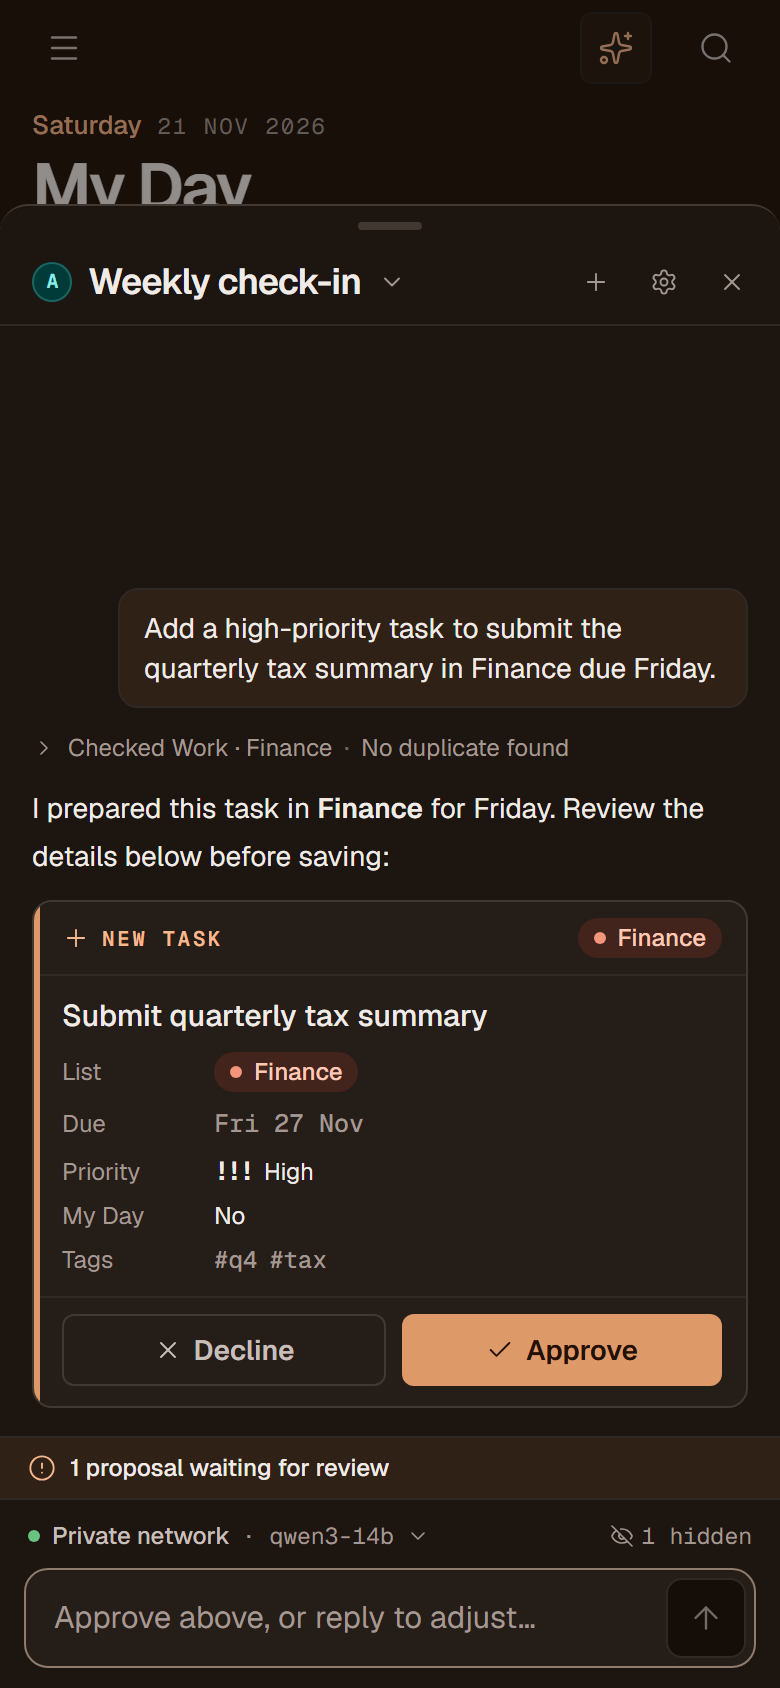 Saturday 21 NOV 2026
My Day
A Weekly check-in
Add a high-priority task to submit the
quarterly tax summary in Finance due Friday.
Checked Work · Finance · No duplicate found
I prepared this task in Finance for Friday. Review the
details below before saving:
NEW TASK Finance
Submit quarterly tax summary
List Finance
Due Fri 27 Nov
Priority !!! High
My Day No
Tags #q4 #tax
Decline Approve
1 proposal waiting for review
Private network · qwen3-14b 1 hidden
Approve above, or reply to adjust…